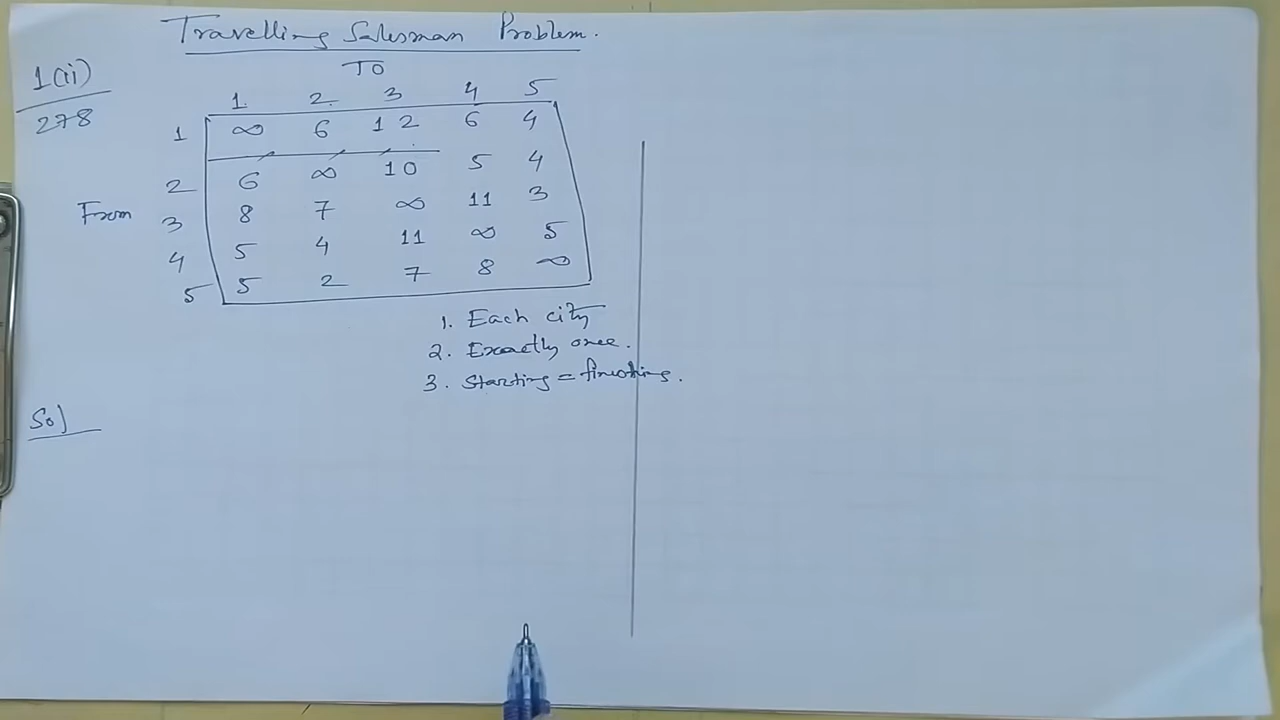 Travelling Salesman Problem.
1(ii)
278
TO
1. 2. 3 4 5
1 ∞ 6 12 6 4
2 6 ∞ 10 5 4
From 3 8 7 ∞ 11 3
4 5 4 11 ∞ 5
5 5 2 7 8 ∞
1. Each city
2. Exactly once.
3. Starting = finishing.
Sol